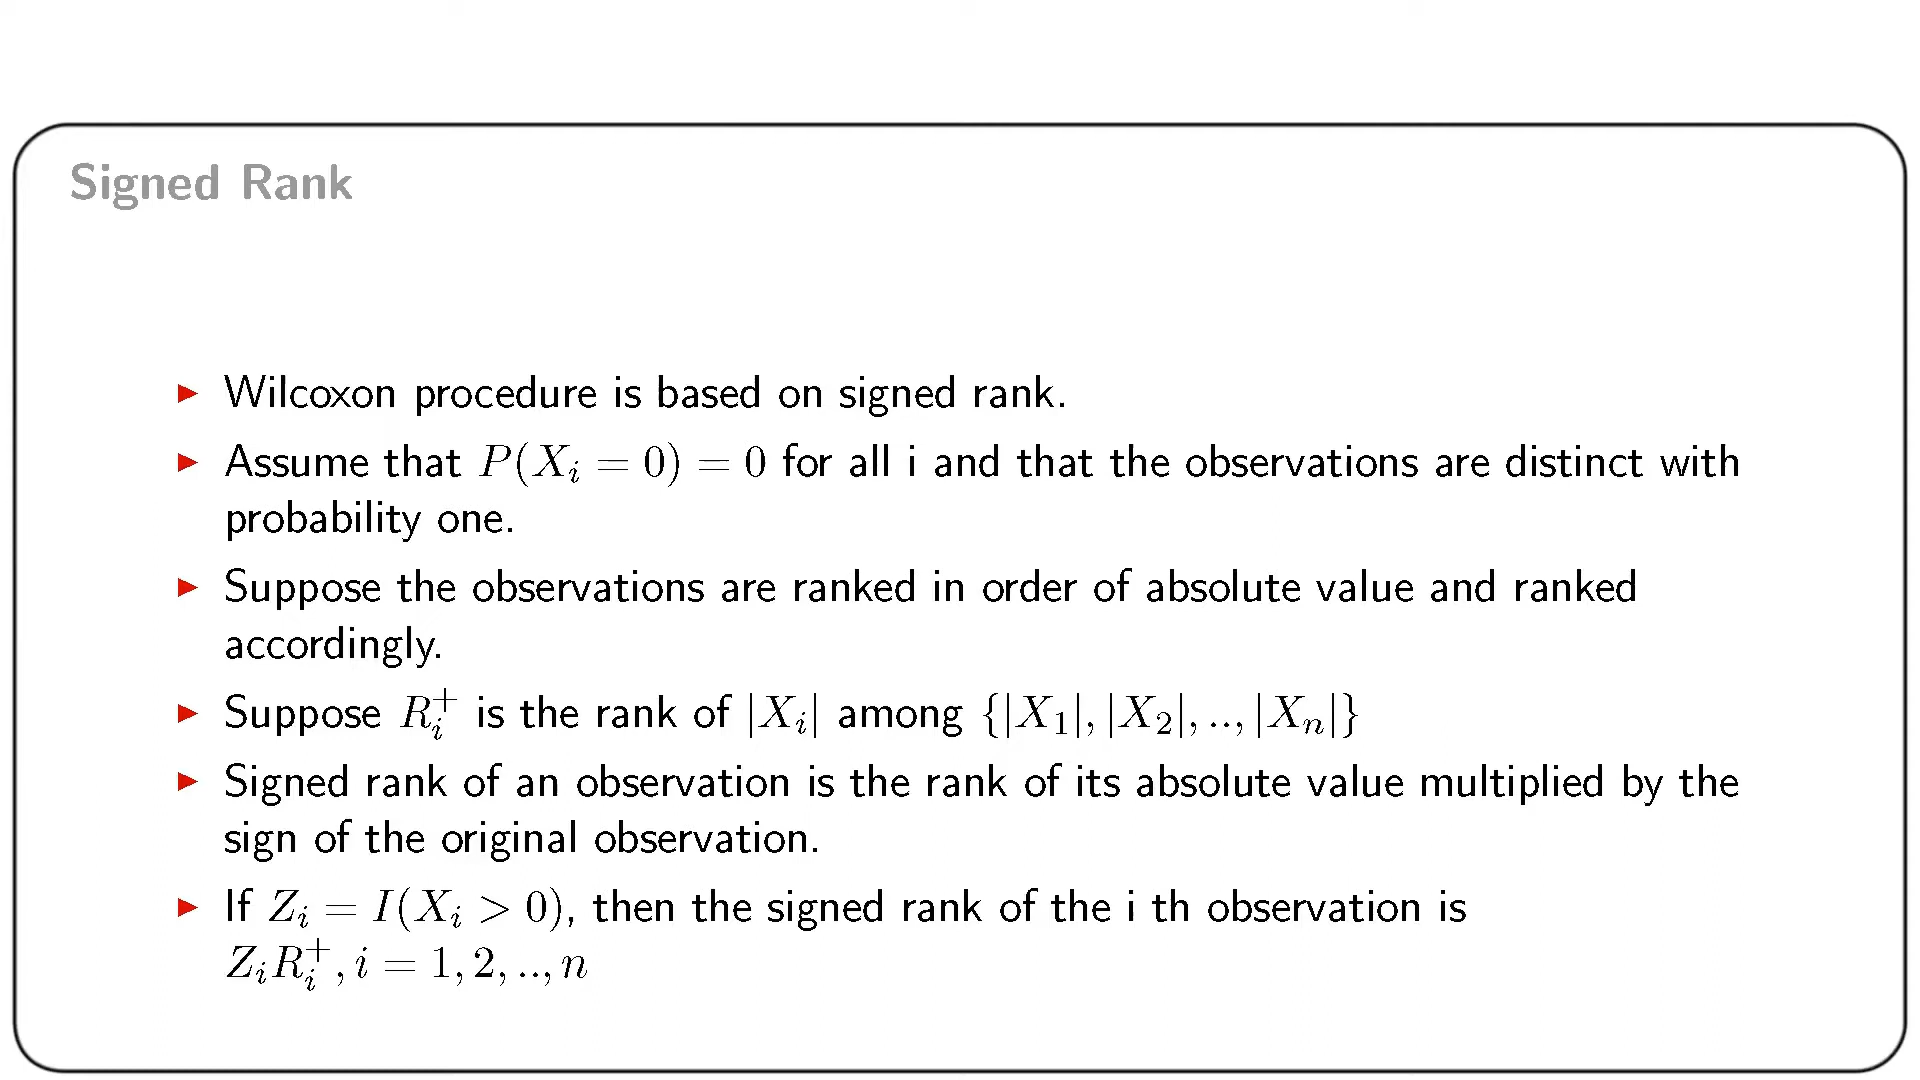 Signed Rank
Wilcoxon procedure is based on signed rank.
Assume that $P(X_i = 0) = 0$ for all i and that the observations are distinct with
probability one.
Suppose the observations are ranked in order of absolute value and ranked
accordingly.
Suppose $R_i^+$ is the rank of $|X_i|$ among $\{|X_1|, |X_2|, .., |X_n|\}$
Signed rank of an observation is the rank of its absolute value multiplied by the
sign of the original observation.
If $Z_i = I(X_i > 0)$, then the signed rank of the i th observation is
$Z_i R_i^+, i = 1, 2, .., n$